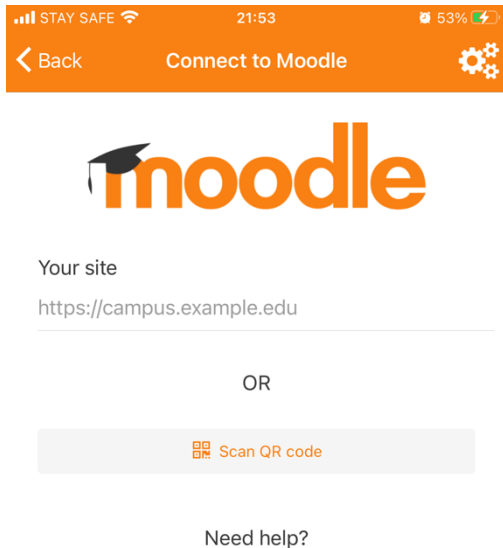 STAY SAFE 21:53 53%
Back Connect to Moodle
moodle
Your site
https://campus.example.edu
OR
Scan QR code
Need help?